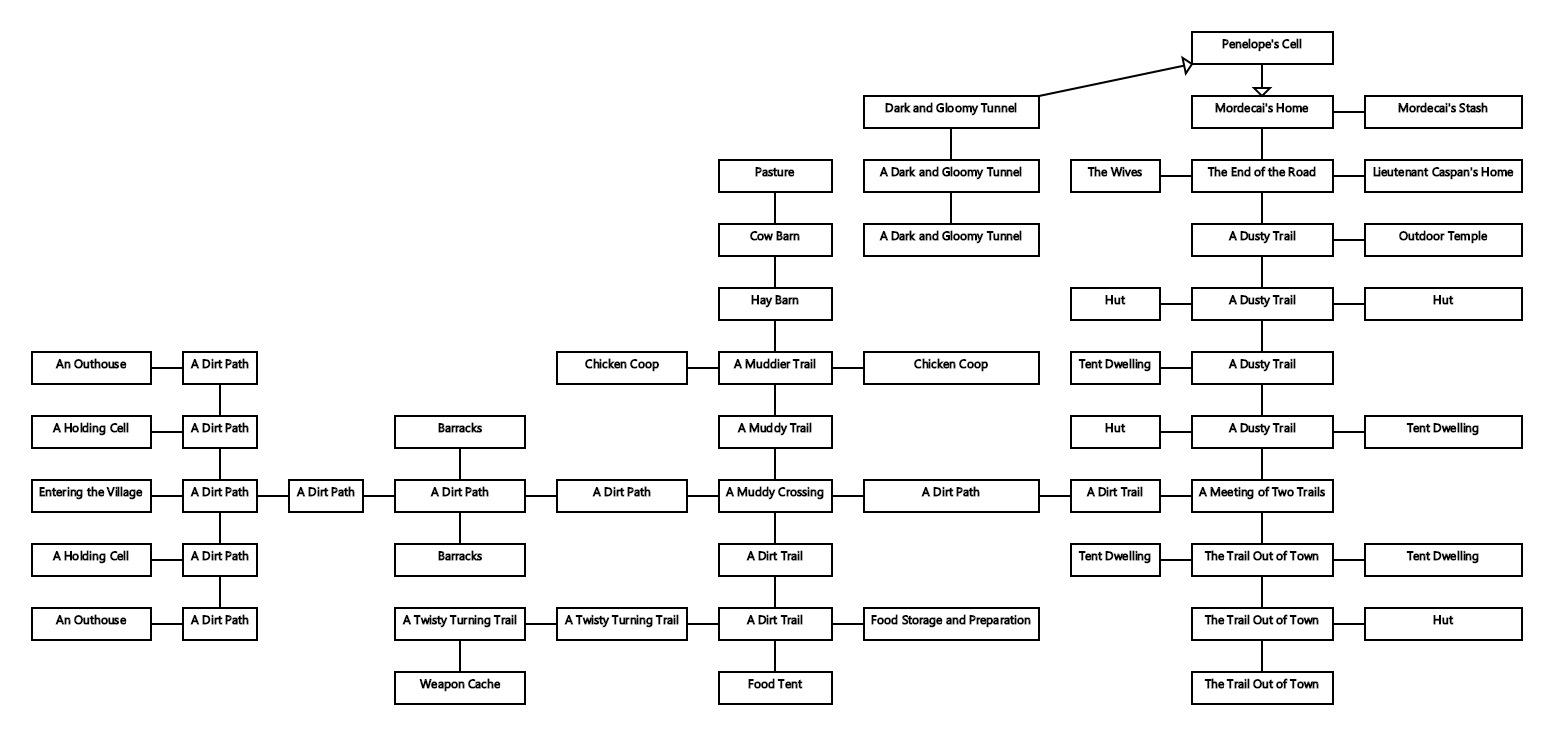 Penelope's Cell
Dark and Gloomy Tunnel
Mordecai's Home
Mordecai's Stash
Pasture
A Dark and Gloomy Tunnel
The Wives
The End of the Road
Lieutenant Caspan's Home
Cow Barn
A Dark and Gloomy Tunnel
A Dusty Trail
Outdoor Temple
Hay Barn
Hut
A Dusty Trail
Hut
An Outhouse
A Dirt Path
Chicken Coop
A Muddier Trail
Chicken Coop
Tent Dwelling
A Dusty Trail
A Holding Cell
A Dirt Path
Barracks
A Muddy Trail
Hut
A Dusty Trail
Tent Dwelling
Entering the Village
A Dirt Path
A Dirt Path
A Dirt Path
A Dirt Path
A Muddy Crossing
A Dirt Path
A Dirt Trail
A Meeting of Two Trails
A Holding Cell
A Dirt Path
Barracks
A Dirt Trail
Tent Dwelling
The Trail Out of Town
Tent Dwelling
An Outhouse
A Dirt Path
A Twisty Turning Trail
A Twisty Turning Trail
A Dirt Trail
Food Storage and Preparation
The Trail Out of Town
Hut
Weapon Cache
Food Tent
The Trail Out of Town